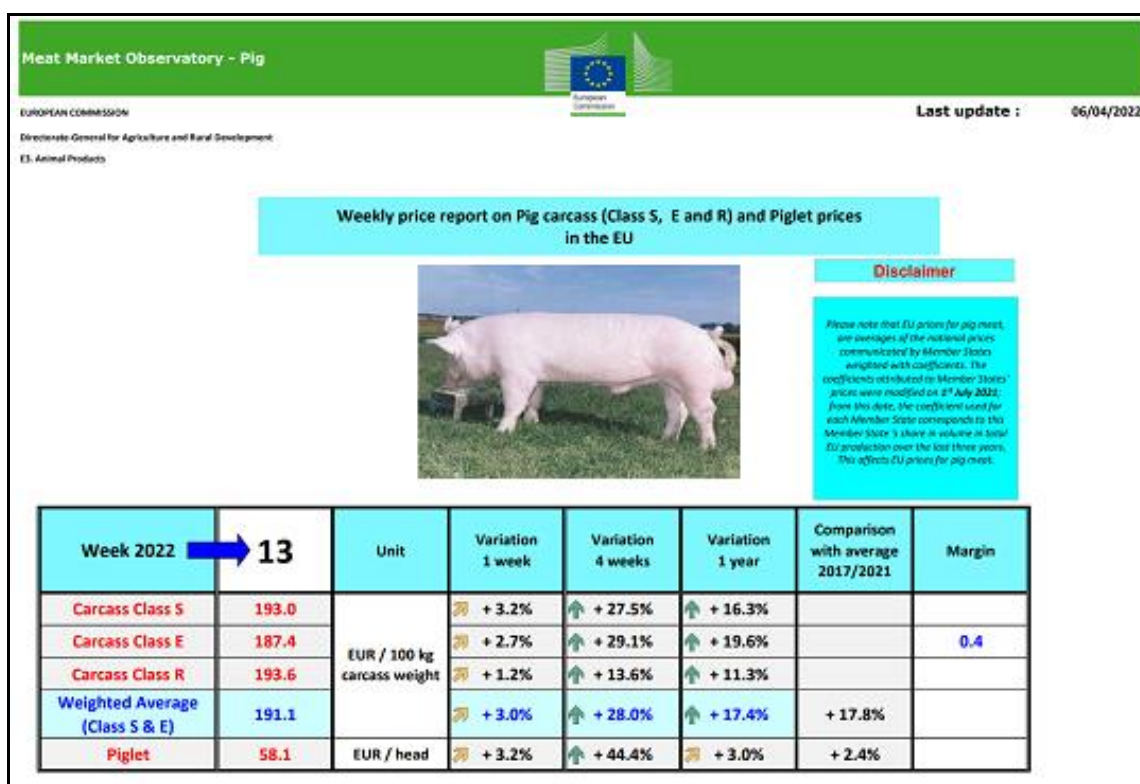 Meat Market Observatory - Pig
European
Commission
EUROPEAN COMMISSION
Last update : 06/04/2022
Directorate-General for Agriculture and Rural Development
E3. Animal Products
Weekly price report on Pig carcass (Class S, E and R) and Piglet prices
in the EU
Disclaimer
Please note that EU prices for pig meat,
are averages of the national prices
communicated by Member States
weighted with coefficients. The
coefficients attributed to Member States'
prices were modified on 1st July 2021;
from this date, the coefficient used for
each Member State corresponds to this
Member State 's share in volume in total
EU production over the last three years.
This affects EU prices for pig meat.
Week 2022 13 Unit Variation 1 week Variation 4 weeks Variation 1 year Comparison with average 2017/2021 Margin
Carcass Class S 193.0 + 3.2% + 27.5% + 16.3%
Carcass Class E 187.4 EUR / 100 kg carcass weight + 2.7% + 29.1% + 19.6% 0.4
Carcass Class R 193.6 + 1.2% + 13.6% + 11.3%
Weighted Average (Class S & E) 191.1 + 3.0% + 28.0% + 17.4% + 17.8%
Piglet 58.1 EUR / head + 3.2% + 44.4% + 3.0% + 2.4%